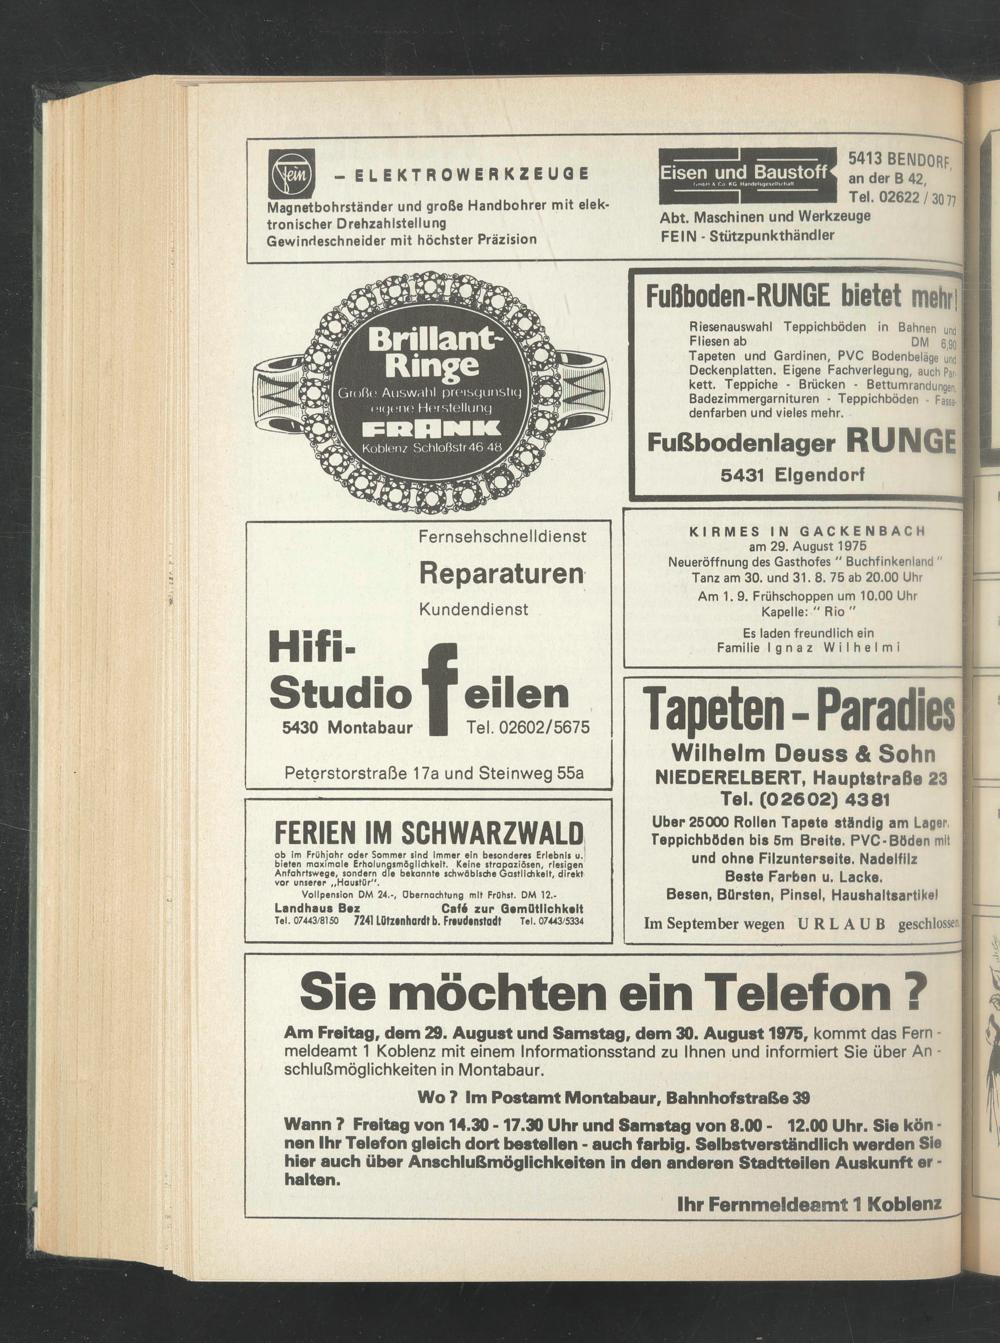 fein
– ELEKTROWERKZEUGE
Magnetbohrständer und große Handbohrer mit elek-
tronischer Drehzahlstellung
Gewindeschneider mit höchster Präzision
Eisen und Baustoff
GmbH & Co KG Handelsgesellschaft
5413 BENDORF,
an der B 42,
Tel. 02622 / 30 77
Abt. Maschinen und Werkzeuge
FEIN - Stützpunkthändler
Brillant-
Ringe
Große Auswahl preisgünstig
eigene Herstellung
FRANK
Koblenz Schloßstr 46 48
Fußboden-RUNGE bietet mehr!
Riesenauswahl Teppichböden in Bahnen und
Fliesen ab DM 6,90
Tapeten und Gardinen, PVC Bodenbeläge und
Deckenplatten. Eigene Fachverlegung, auch Par-
kett. Teppiche - Brücken - Bettumrandungen,
Badezimmergarnituren - Teppichböden - Fassa-
denfarben und vieles mehr.
Fußbodenlager RUNGE
5431 Elgendorf
Fernsehschnelldienst
Reparaturen
Kundendienst
Hifi-
Studio feilen
5430 Montabaur Tel. 02602/5675
Peterstorstraße 17a und Steinweg 55a
KIRMES IN GACKENBACH
am 29. August 1975
Neueröffnung des Gasthofes " Buchfinkenland "
Tanz am 30. und 31. 8. 75 ab 20.00 Uhr
Am 1. 9. Frühschoppen um 10.00 Uhr
Kapelle: " Rio "
Es laden freundlich ein
Familie Ignaz Wilhelmi
Tapeten - Paradies
Wilhelm Deuss & Sohn
NIEDERELBERT, Hauptstraße 23
Tel. (02602) 4381
Uber 25000 Rollen Tapete ständig am Lager.
Teppichböden bis 5m Breite. PVC-Böden mit
und ohne Filzunterseite. Nadelfilz
Beste Farben u. Lacke.
Besen, Bürsten, Pinsel, Haushaltsartikel
Im September wegen URLAUB geschlossen
FERIEN IM SCHWARZWALD
ob im Frühjahr oder Sommer sind immer ein besonderes Erlebnis u.
bieten maximale Erholungsmöglichkeit. Keine strapaziösen, riesigen
Anfahrtswege, sondern die bekannte schwäbische Gastlichkeit, direkt
vor unserer „Haustür".
Vollpension DM 24.-, Übernachtung mit Frühst. DM 12.-
Landhaus Bez Café zur Gemütlichkeit
Tel. 07443/8150 7241 Lützenhardt b. Freudenstadt Tel. 07443/5334
Sie möchten ein Telefon ?
Am Freitag, dem 29. August und Samstag, dem 30. August 1975, kommt das Fern -
meldeamt 1 Koblenz mit einem Informationsstand zu Ihnen und informiert Sie über An -
schlußmöglichkeiten in Montabaur.
Wo ? Im Postamt Montabaur, Bahnhofstraße 39
Wann ? Freitag von 14.30 - 17.30 Uhr und Samstag von 8.00 - 12.00 Uhr. Sie kön -
nen Ihr Telefon gleich dort bestellen - auch farbig. Selbstverständlich werden Sie
hier auch über Anschlußmöglichkeiten in den anderen Stadtteilen Auskunft er -
halten.
Ihr Fernmeldeamt 1 Koblenz